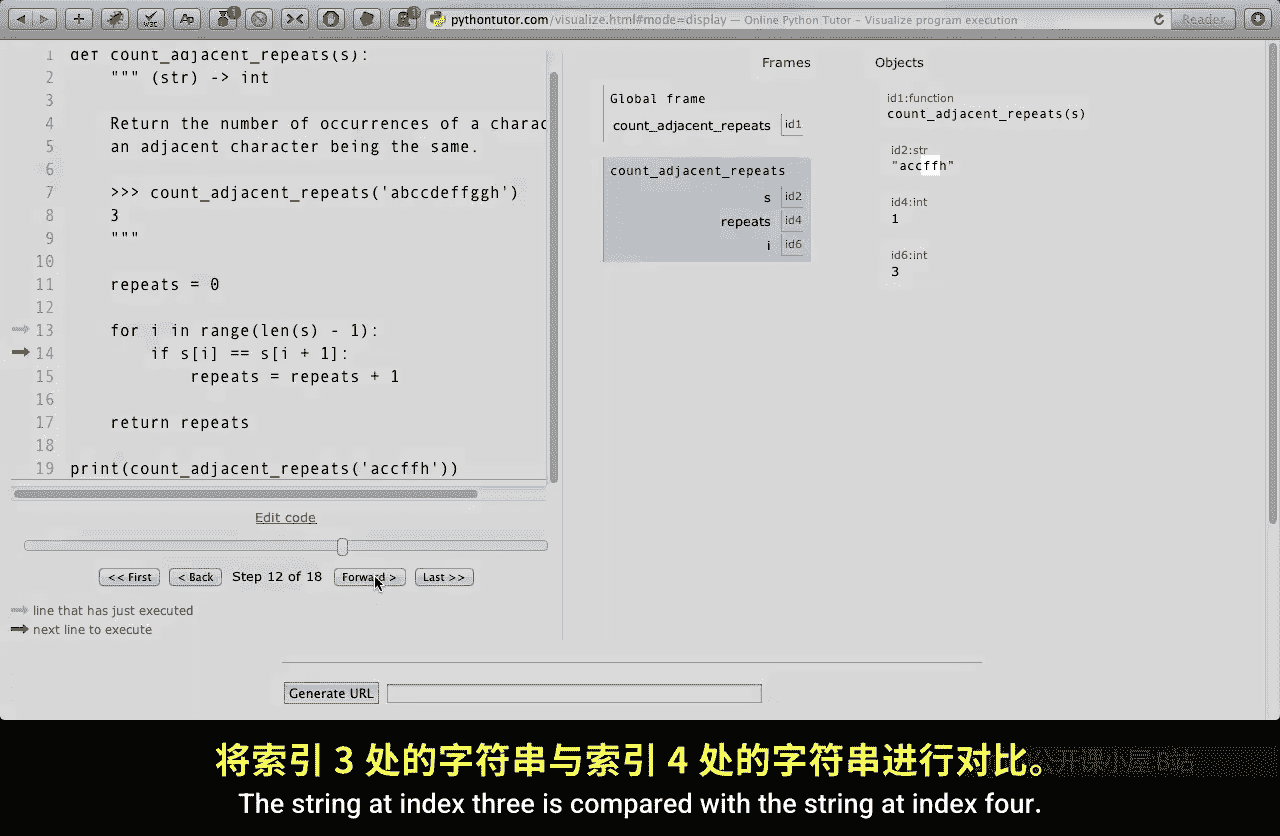 pythontutor.com/visualize.html#mode=display — Online Python Tutor – Visualize program execution
Reader
1 def count_adjacent_repeats(s):
2 """ (str) -> int
3
4 Return the number of occurrences of a charac
5 an adjacent character being the same.
6
7 >>> count_adjacent_repeats('abccdeffggh')
8 3
9 """
10
11 repeats = 0
12
13 for i in range(len(s) - 1):
14 if s[i] == s[i + 1]:
15 repeats = repeats + 1
16
17 return repeats
18
19 print(count_adjacent_repeats('accffh'))
Edit code
<< First
< Back
Step 12 of 18
Forward >
Last >>
line that has just executed
next line to execute
Frames
Objects
Global frame
count_adjacent_repeats id1
count_adjacent_repeats
s id2
repeats id4
i id6
id1:function
count_adjacent_repeats(s)
id2:str
"accffh"
id4:int
1
id6:int
3
Generate URL
将索引 3 处的字符串与索引 4 处的字符串进行对比。
The string at index three is compared with the string at index four.